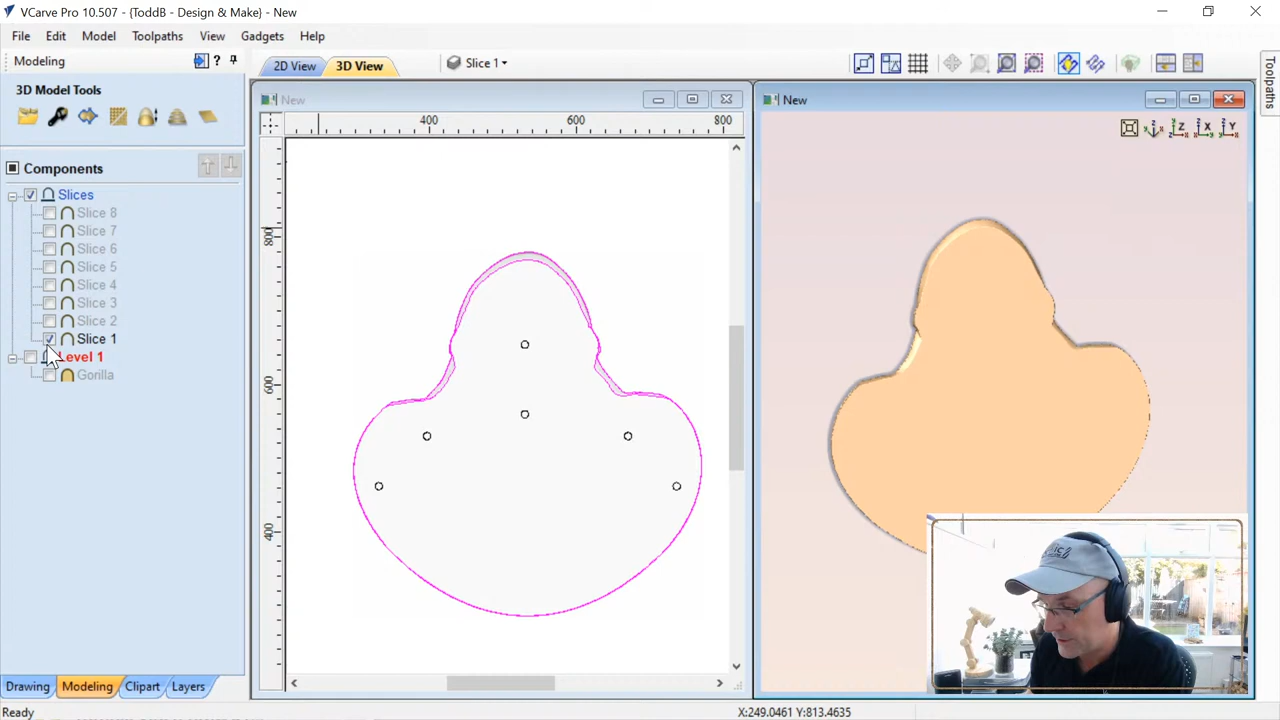 VCarve Pro 10.507 - {ToddB - Design & Make} - New
File Edit Model Toolpaths View Gadgets Help
Modeling
2D View 3D View Slice 1
Toolpaths
3D Model Tools
New
New
400 600 800
Z X Y
Components
Slices
Slice 8
Slice 7
Slice 6
Slice 5
Slice 4
Slice 3
Slice 2
Slice 1
Level 1
Gorilla
800
600
400
Drawing Modeling Clipart Layers
Ready X:249.0461 Y:813.4635